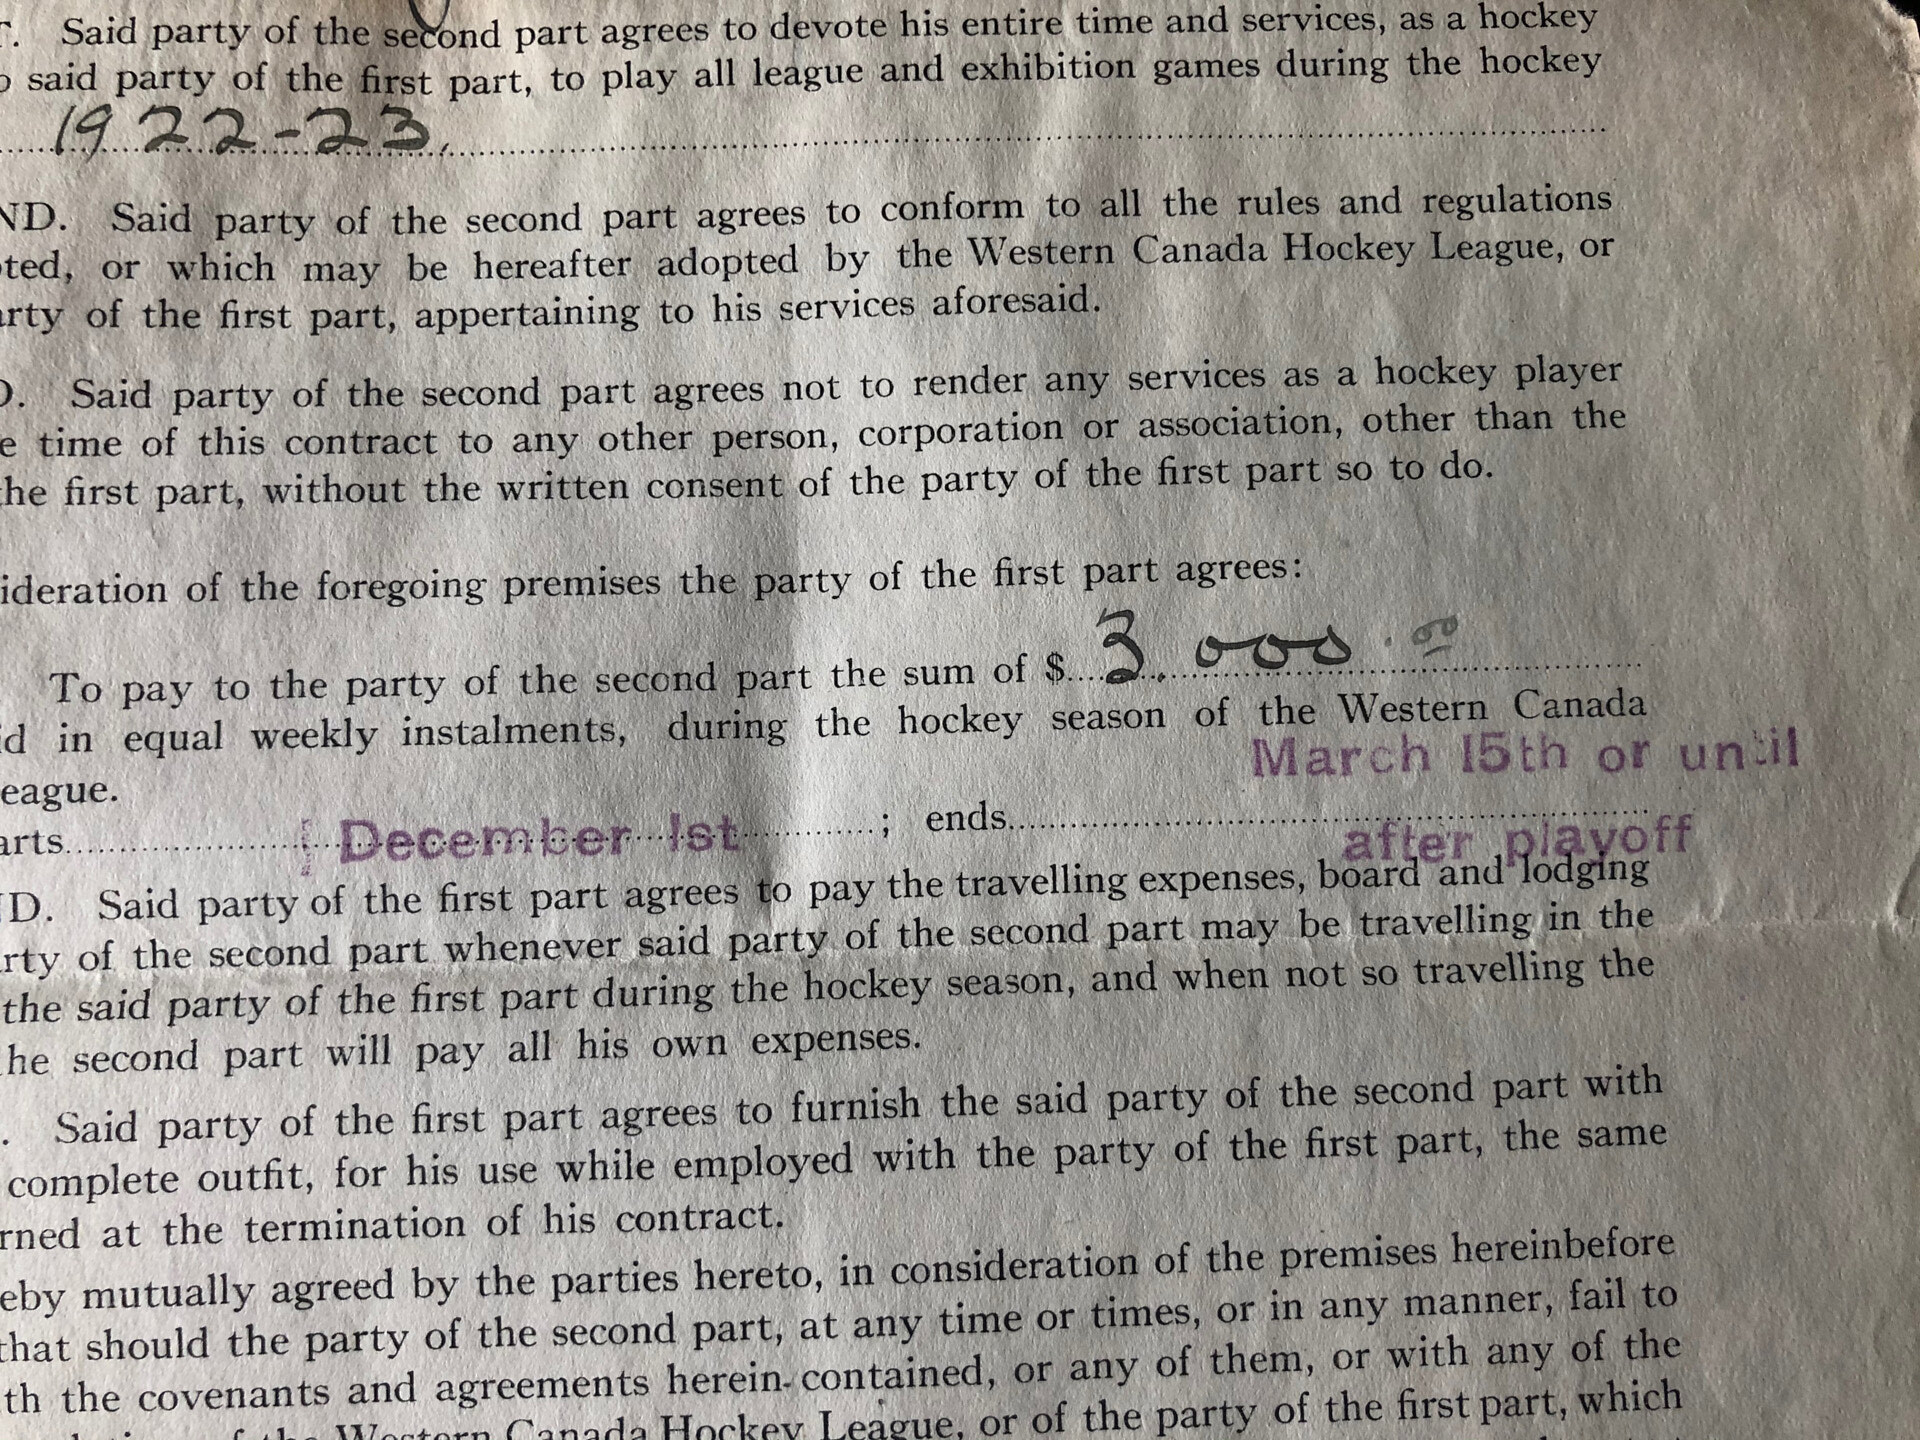 T. Said party of the second part agrees to devote his entire time and services, as a hockey
o said party of the first part, to play all league and exhibition games during the hockey
1922-23.
ND. Said party of the second part agrees to conform to all the rules and regulations
ted, or which may be hereafter adopted by the Western Canada Hockey League, or
arty of the first part, appertaining to his services aforesaid.
D. Said party of the second part agrees not to render any services as a hockey player
e time of this contract to any other person, corporation or association, other than the
the first part, without the written consent of the party of the first part so to do.
ideration of the foregoing premises the party of the first part agrees:
To pay to the party of the second part the sum of $ 3,000.00
id in equal weekly instalments, during the hockey season of the Western Canada
eague.
March 15th or until
arts December 1st ; ends
after playoff
ND. Said party of the first part agrees to pay the travelling expenses, board and lodging
rty of the second part whenever said party of the second part may be travelling in the
the said party of the first part during the hockey season, and when not so travelling the
he second part will pay all his own expenses.
. Said party of the first part agrees to furnish the said party of the second part with
complete outfit, for his use while employed with the party of the first part, the same
rned at the termination of his contract.
eby mutually agreed by the parties hereto, in consideration of the premises hereinbefore
that should the party of the second part, at any time or times, or in any manner, fail to
th the covenants and agreements herein contained, or any of them, or with any of the
of the Western Canada Hockey League, or of the party of the first part, which